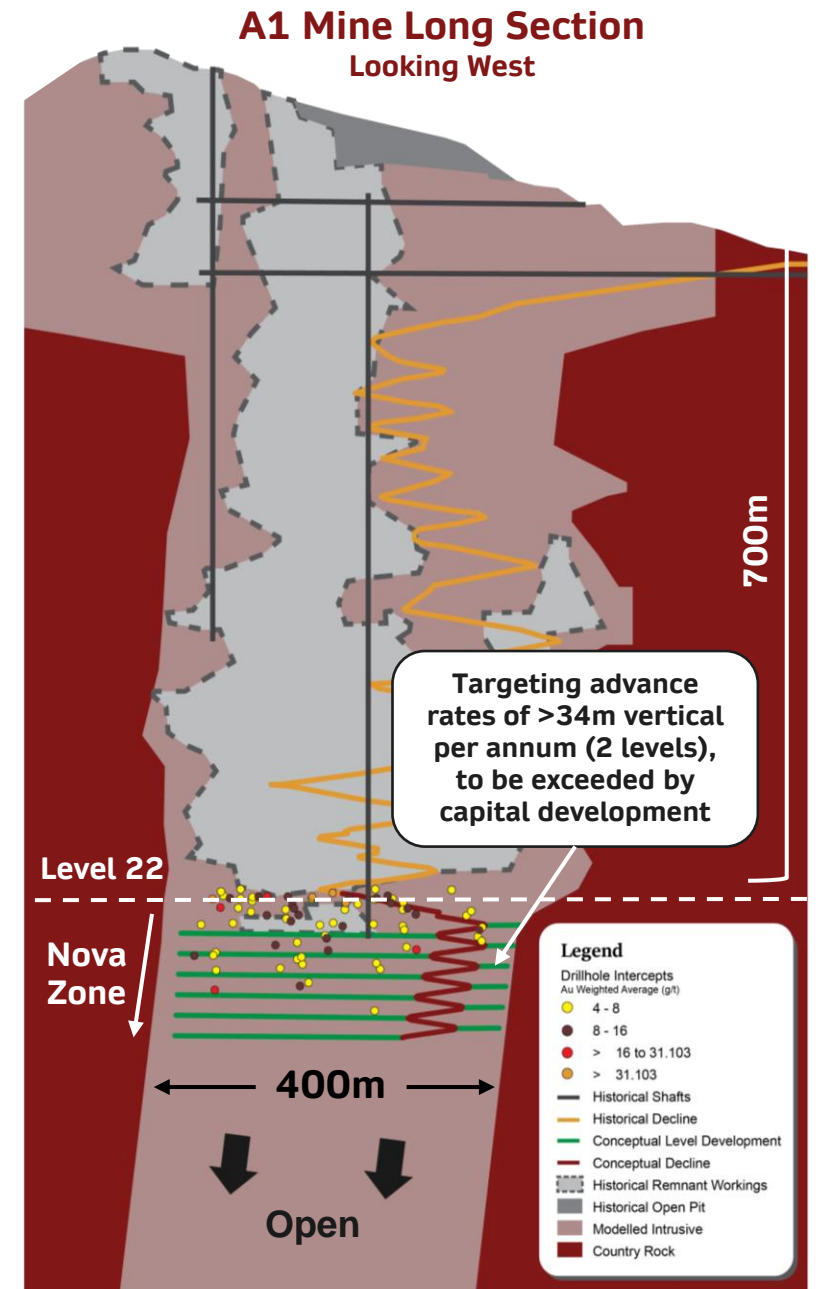 A1 Mine Long Section
Looking West
700m
Targeting advance
rates of >34m vertical
per annum (2 levels),
to be exceeded by
capital development
Level 22
Nova
Zone
400m
Open
Legend
Drillhole Intercepts
Au Weighted Average (g/t)
4 - 8
8 - 16
> 16 to 31.103
> 31.103
Historical Shafts
Historical Decline
Conceptual Level Development
Conceptual Decline
Historical Remnant Workings
Historical Open Pit
Modelled Intrusive
Country Rock